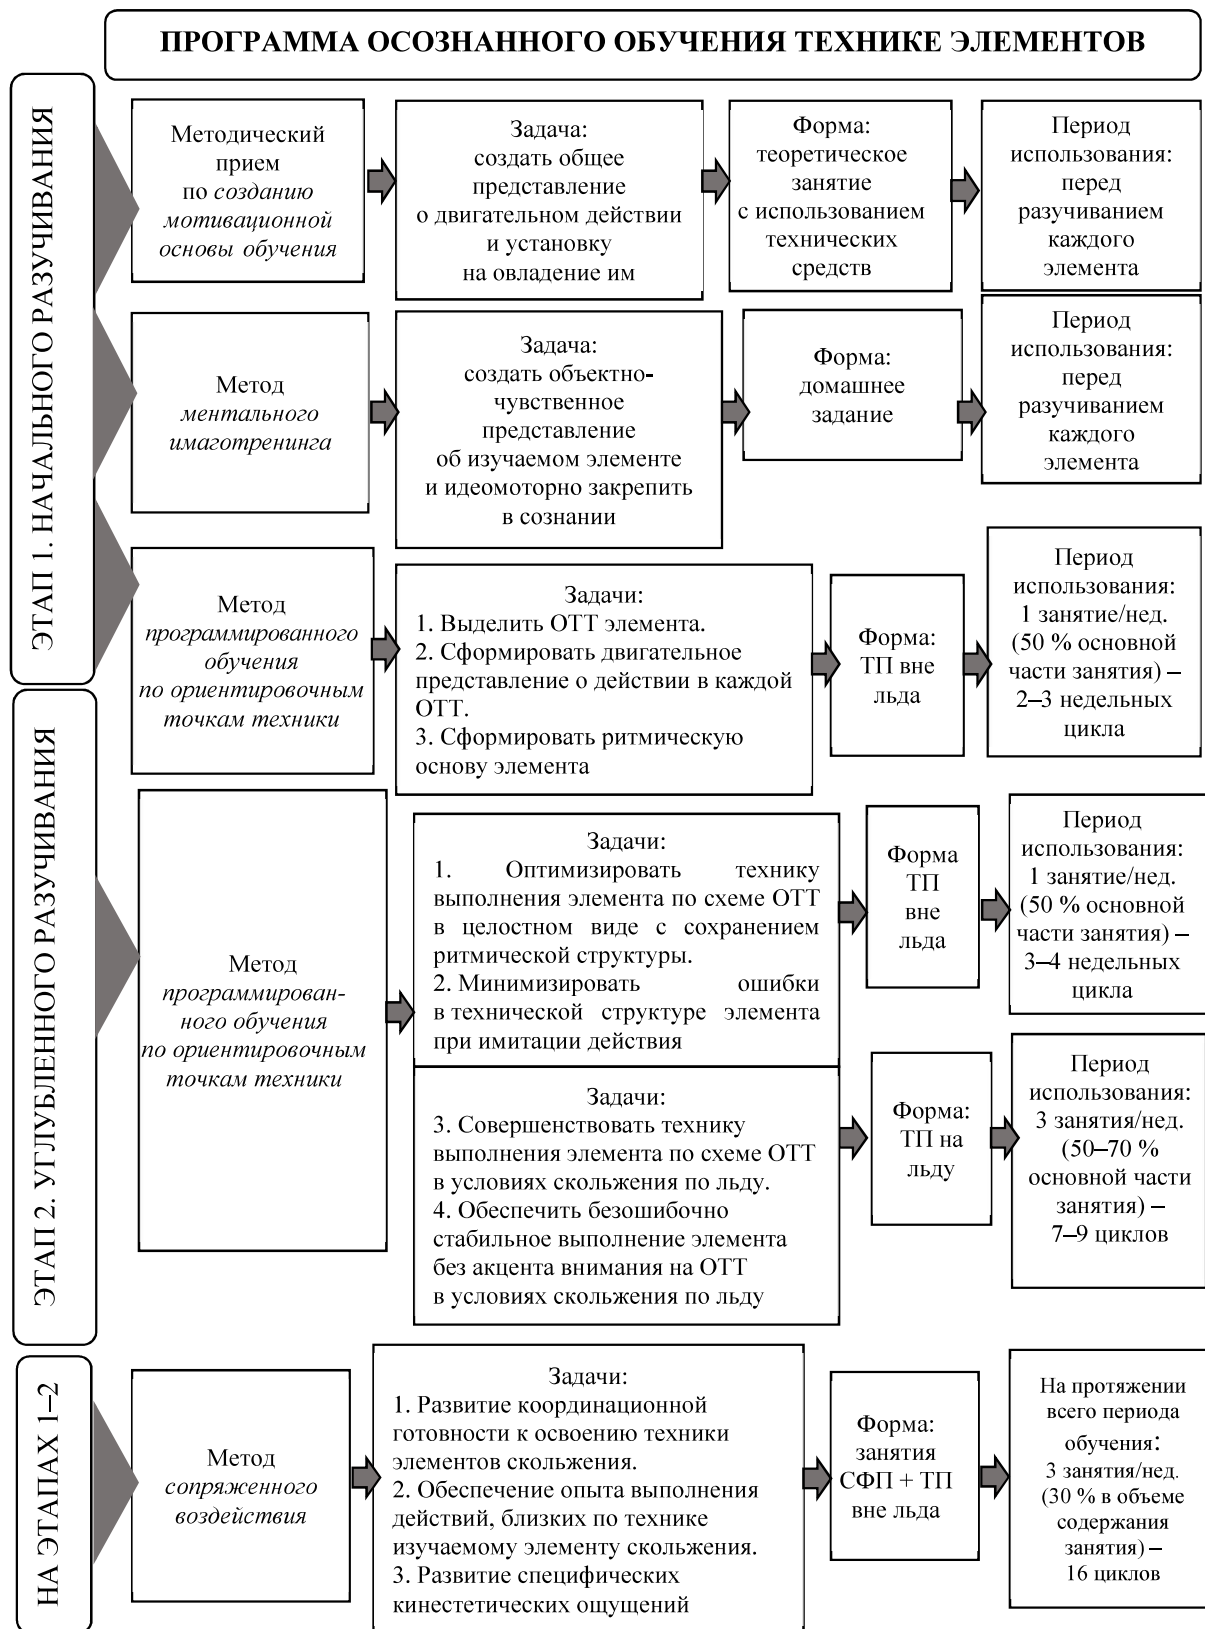 ПРОГРАММА ОСОЗНАННОГО ОБУЧЕНИЯ ТЕХНИКЕ ЭЛЕМЕНТОВ
ЭТАП 1. НАЧАЛЬНОГО РАЗУЧИВАНИЯ
Методический
прием
по созданию
мотивационной
основы обучения
Задача:
создать общее
представление
о двигательном действии
и установку
на овладение им
Форма:
теоретическое
занятие
с использованием
технических
средств
Период
использования:
перед
разучиванием
каждого
элемента
Метод
ментального
имаготренинга
Задача:
создать объектно-
чувственное
представление
об изучаемом элементе
и идеомоторно закрепить
в сознании
Форма:
домашнее
задание
Период
использования:
перед
разучиванием
каждого
элемента
Метод
программированного
обучения
по ориентировочным
точкам техники
Задачи:
1. Выделить ОТТ элемента.
2. Сформировать двигательное
представление о действии в каждой
ОТТ.
3. Сформировать ритмическую
основу элемента
Форма:
ТП вне
льда
Период
использования:
1 занятие/нед.
(50 % основной
части занятия) –
2–3 недельных
цикла
ЭТАП 2. УГЛУБЛЕННОГО РАЗУЧИВАНИЯ
Метод
программирован-
ного обучения
по ориентировочным
точкам техники
Задачи:
1. Оптимизировать технику
выполнения элемента по схеме ОТТ
в целостном виде с сохранением
ритмической структуры.
2. Минимизировать ошибки
в технической структуре элемента
при имитации действия
Форма
ТП
вне
льда
Период
использования:
1 занятие/нед.
(50 % основной
части занятия) –
3–4 недельных
цикла
Задачи:
3. Совершенствовать технику
выполнения элемента по схеме ОТТ
в условиях скольжения по льду.
4. Обеспечить безошибочно
стабильное выполнение элемента
без акцента внимания на ОТТ
в условиях скольжения по льду
Форма:
ТП на
льду
Период
использования:
3 занятия/нед.
(50–70 %
основной части
занятия) –
7–9 циклов
НА ЭТАПАХ 1–2
Метод
сопряженного
воздействия
Задачи:
1. Развитие координационной
готовности к освоению техники
элементов скольжения.
2. Обеспечение опыта выполнения
действий, близких по технике
изучаемому элементу скольжения.
3. Развитие специфических
кинестетических ощущений
Форма:
занятия
СФП + ТП
вне льда
На протяжении
всего периода
обучения:
3 занятия/нед.
(30 % в объеме
содержания
занятия) –
16 циклов